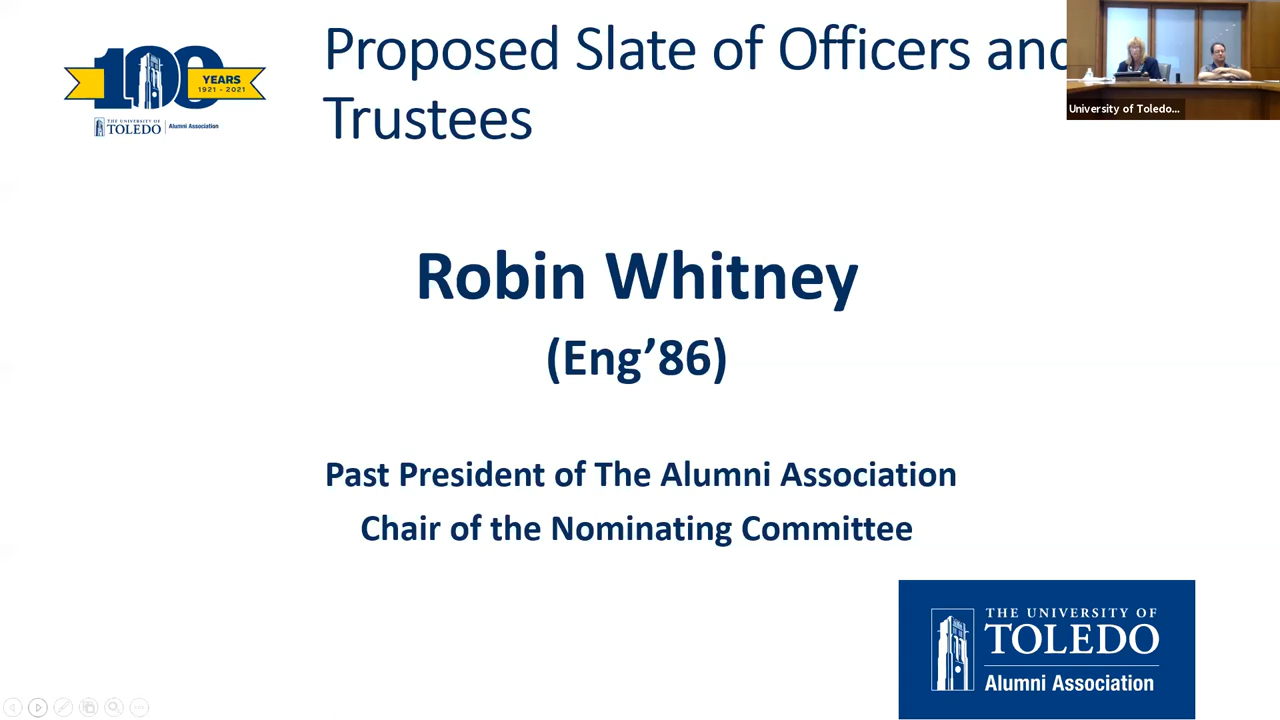 100
YEARS
1921 - 2021
THE UNIVERSITY OF
TOLEDO
Alumni Association
Proposed Slate of Officers and
Trustees
University of Toledo...
Robin Whitney
(Eng’86)
Past President of The Alumni Association
Chair of the Nominating Committee
THE UNIVERSITY OF
TOLEDO
Alumni Association